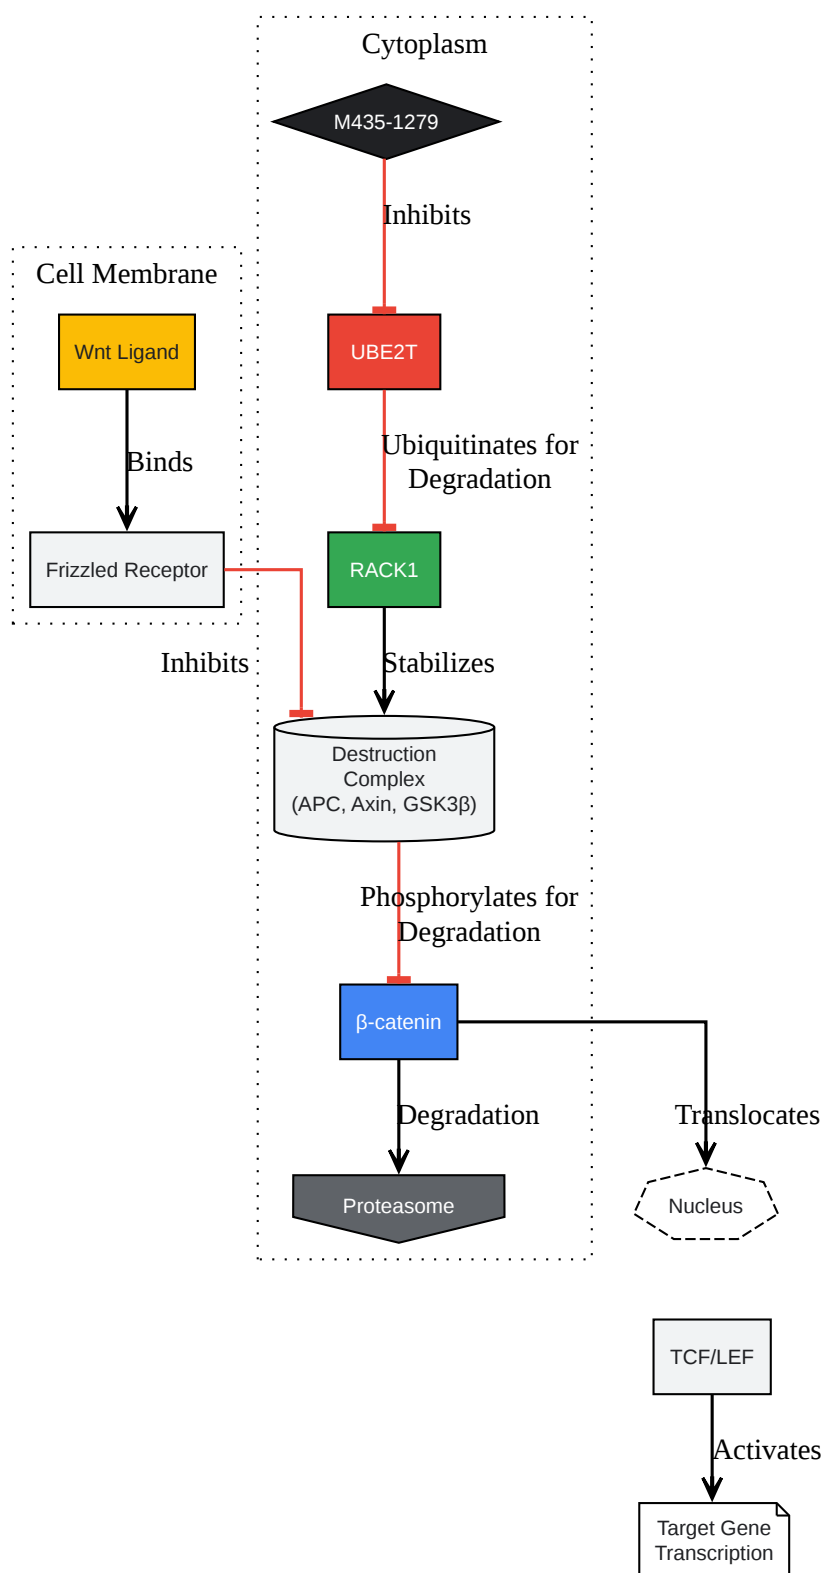 Cytoplasm
M435-1279
Inhibits
Cell Membrane
Wnt Ligand
UBE2T
Binds
Ubiquitinates for
Degradation
Frizzled Receptor
RACK1
Inhibits
Stabilizes
Destruction
Complex
(APC, Axin, GSK3β)
Phosphorylates for
Degradation
β-catenin
Degradation
Translocates
Proteasome
Nucleus
TCF/LEF
Activates
Target Gene
Transcription